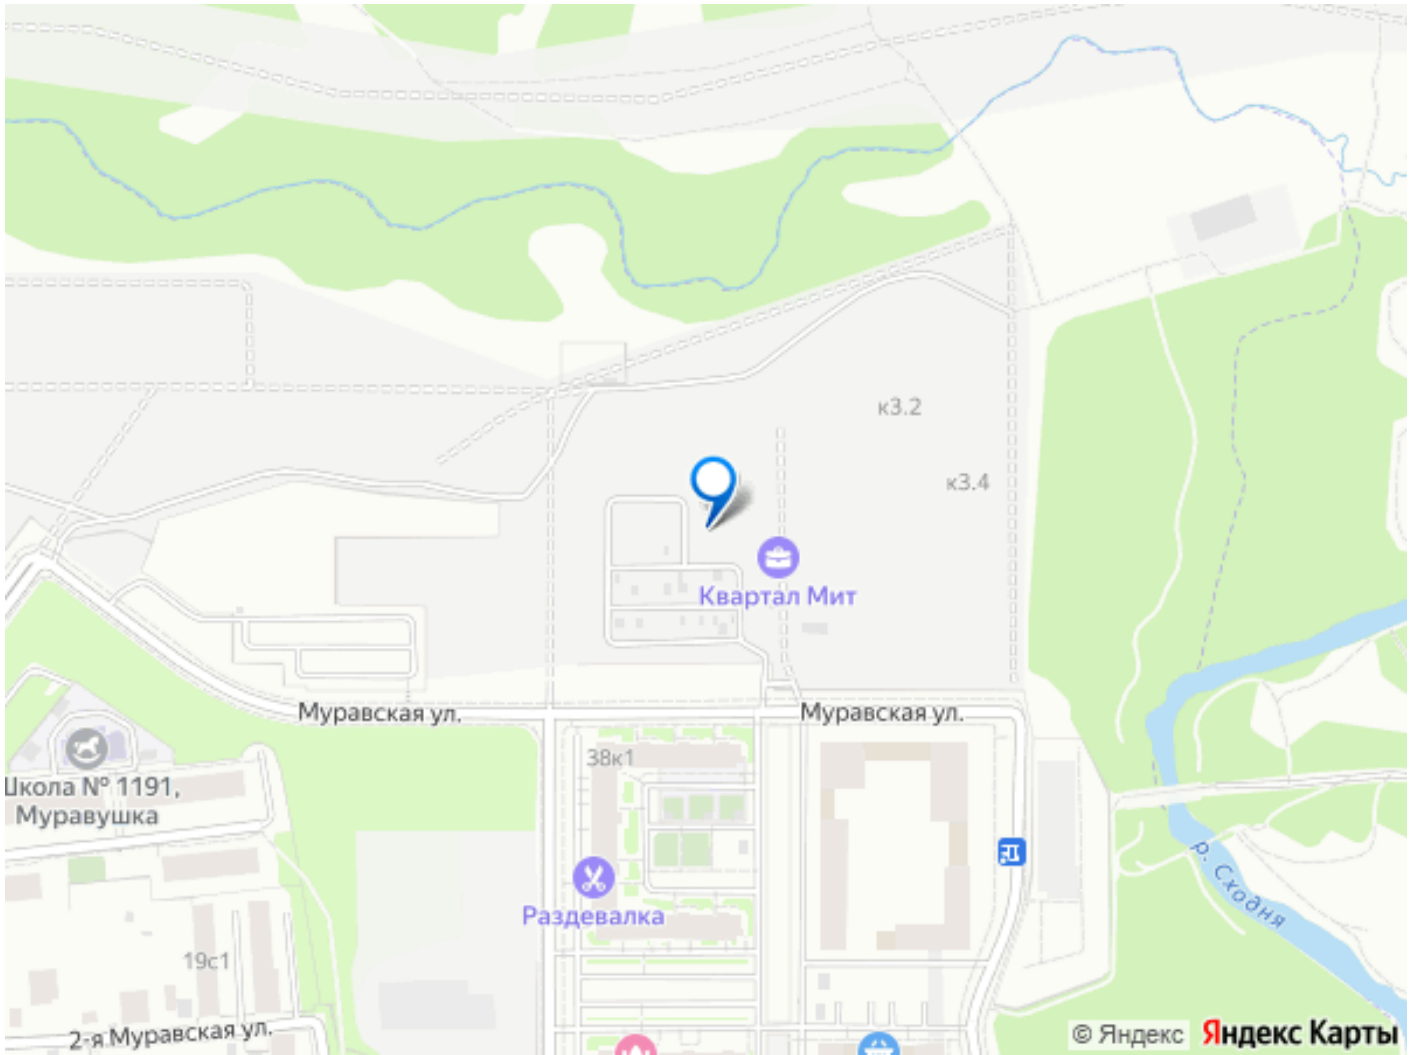 к3.2
к3.4
Квартал Мит
Муравская ул.
Муравская ул.
38к1
Школа № 1191,
Муравушка
р. Сходня
Раздевалка
19с1
2-я Муравская ул.
© Яндекс Яндекс Карты